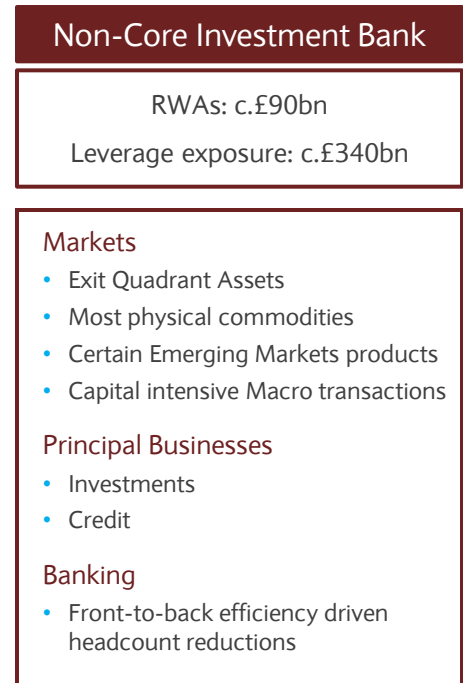 Non-Core Investment Bank
RWAs: c.£90bn
Leverage exposure: c.£340bn
Markets
• Exit Quadrant Assets
• Most physical commodities
• Certain Emerging Markets products
• Capital intensive Macro transactions
Principal Businesses
• Investments
• Credit
Banking
• Front-to-back efficiency driven
headcount reductions